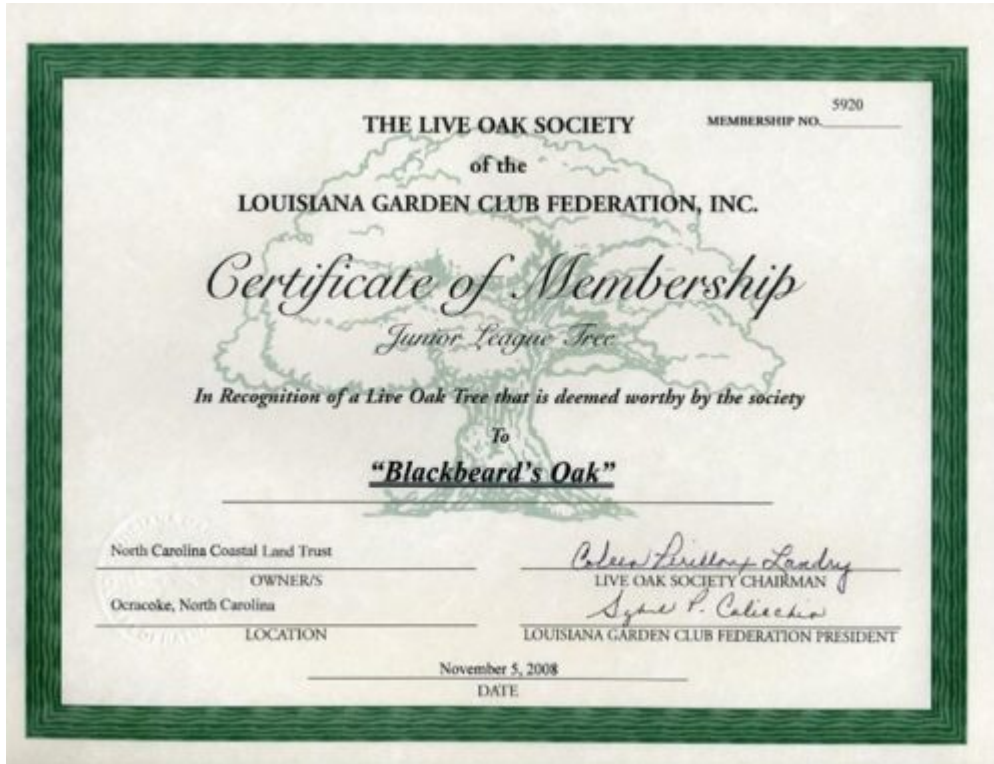 5920
MEMBERSHIP NO.
THE LIVE OAK SOCIETY
of the
LOUISIANA GARDEN CLUB FEDERATION, INC.
Certificate of Membership
Junior League Tree
In Recognition of a Live Oak Tree that is deemed worthy by the society
To
“Blackbeard’s Oak”
North Carolina Coastal Land Trust
OWNER/S
Ocracoke, North Carolina
LOCATION
Landry
LIVE OAK SOCIETY CHAIRMAN
P.
LOUISIANA GARDEN CLUB FEDERATION PRESIDENT
November 5, 2008
DATE